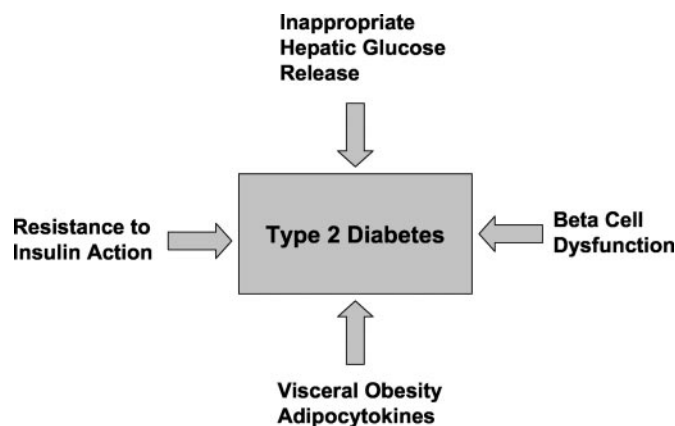 Inappropriate
Hepatic Glucose
Release
Resistance to
Insulin Action
Type 2 Diabetes
Beta Cell
Dysfunction
Visceral Obesity
Adipocytokines